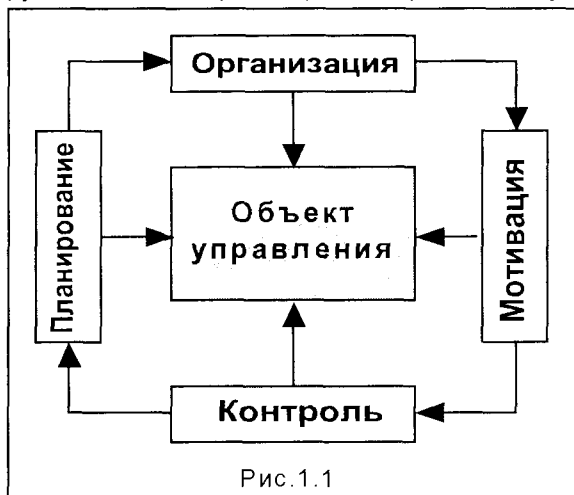 Организация
Планирование
Объект
управления
Мотивация
Контроль
Рис.1.1